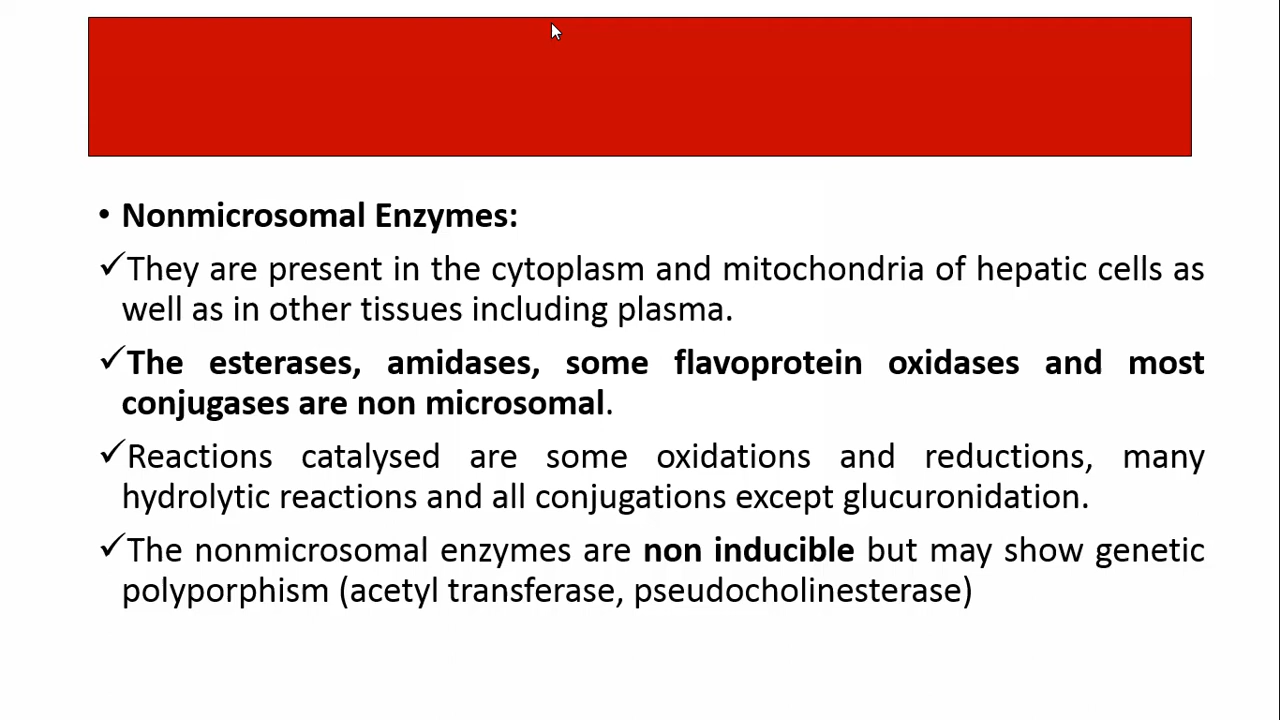 • Nonmicrosomal Enzymes:
✓They are present in the cytoplasm and mitochondria of hepatic cells as
well as in other tissues including plasma.
✓The esterases, amidases, some flavoprotein oxidases and most
conjugases are non microsomal.
✓Reactions catalysed are some oxidations and reductions, many
hydrolytic reactions and all conjugations except glucuronidation.
✓The nonmicrosomal enzymes are non inducible but may show genetic
polyporphism (acetyl transferase, pseudocholinesterase)